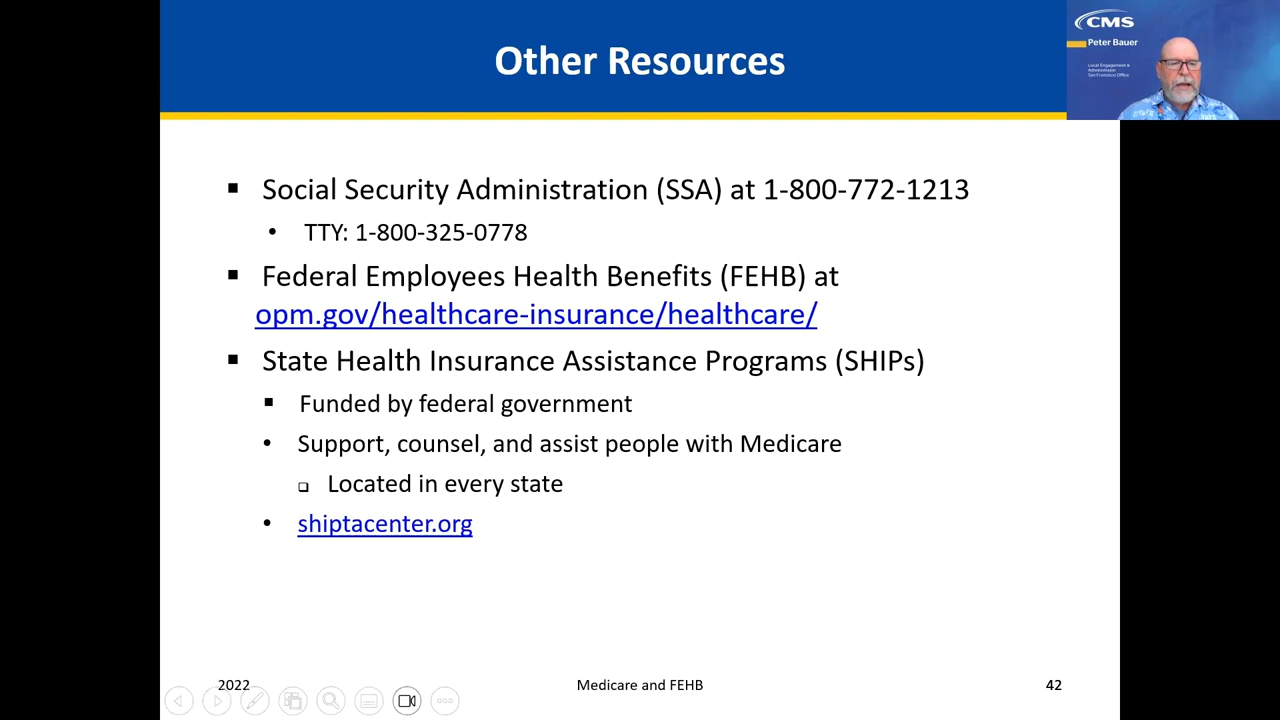 Other Resources
CMS
Peter Bauer
Local Engagement &
Administration
San Francisco Office
▪ Social Security Administration (SSA) at 1-800-772-1213
• TTY: 1-800-325-0778
▪ Federal Employees Health Benefits (FEHB) at
opm.gov/healthcare-insurance/healthcare/
▪ State Health Insurance Assistance Programs (SHIPs)
▪ Funded by federal government
• Support, counsel, and assist people with Medicare
❑ Located in every state
• shiptacenter.org
2022
Medicare and FEHB
42